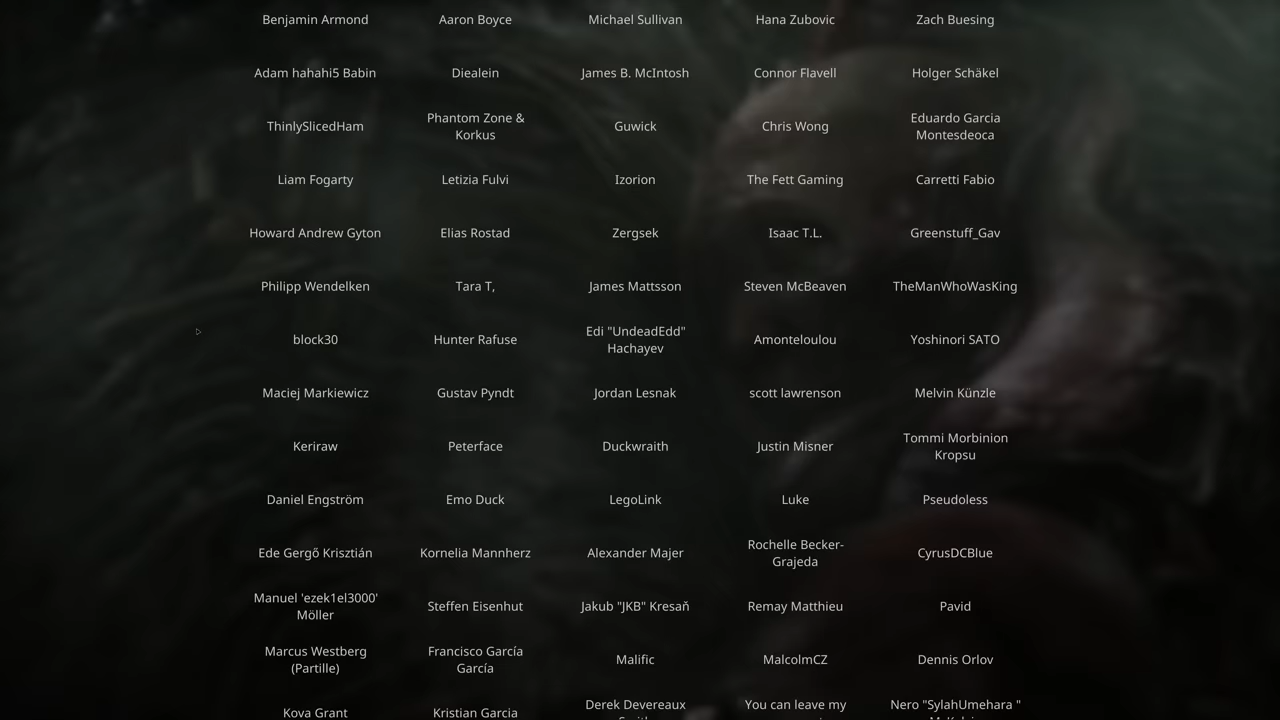 Benjamin Armond Aaron Boyce Michael Sullivan Hana Zubovic Zach Buesing
Adam hahahi5 Babin Diealein James B. McIntosh Connor Flavell Holger Schäkel
ThinlySlicedHam Phantom Zone & Korkus Guwick Chris Wong Eduardo Garcia Montesdeoca
Liam Fogarty Letizia Fulvi Izorion The Fett Gaming Carretti Fabio
Howard Andrew Gyton Elias Rostad Zergsek Isaac T.L. Greenstuff_Gav
Philipp Wendelken Tara T, James Mattsson Steven McBeaven TheManWhoWasKing
block30 Hunter Rafuse Edi "UndeadEdd" Hachayev Amonteloulou Yoshinori SATO
Maciej Markiewicz Gustav Pyndt Jordan Lesnak scott lawrenson Melvin Künzle
Keriraw Peterface Duckwraith Justin Misner Tommi Morbinion Kropsu
Daniel Engström Emo Duck LegoLink Luke Pseudoless
Ede Gergő Krisztián Kornelia Mannherz Alexander Majer Rochelle Becker-Grajeda CyrusDCBlue
Manuel 'ezek1el3000' Möller Steffen Eisenhut Jakub "JKB" Kresaň Remay Matthieu Pavid
Marcus Westberg (Partille) Francisco García García Malific MalcolmCZ Dennis Orlov
Kova Grant Kristian Garcia Derek Devereaux You can leave my Nero "SylahUmehara "